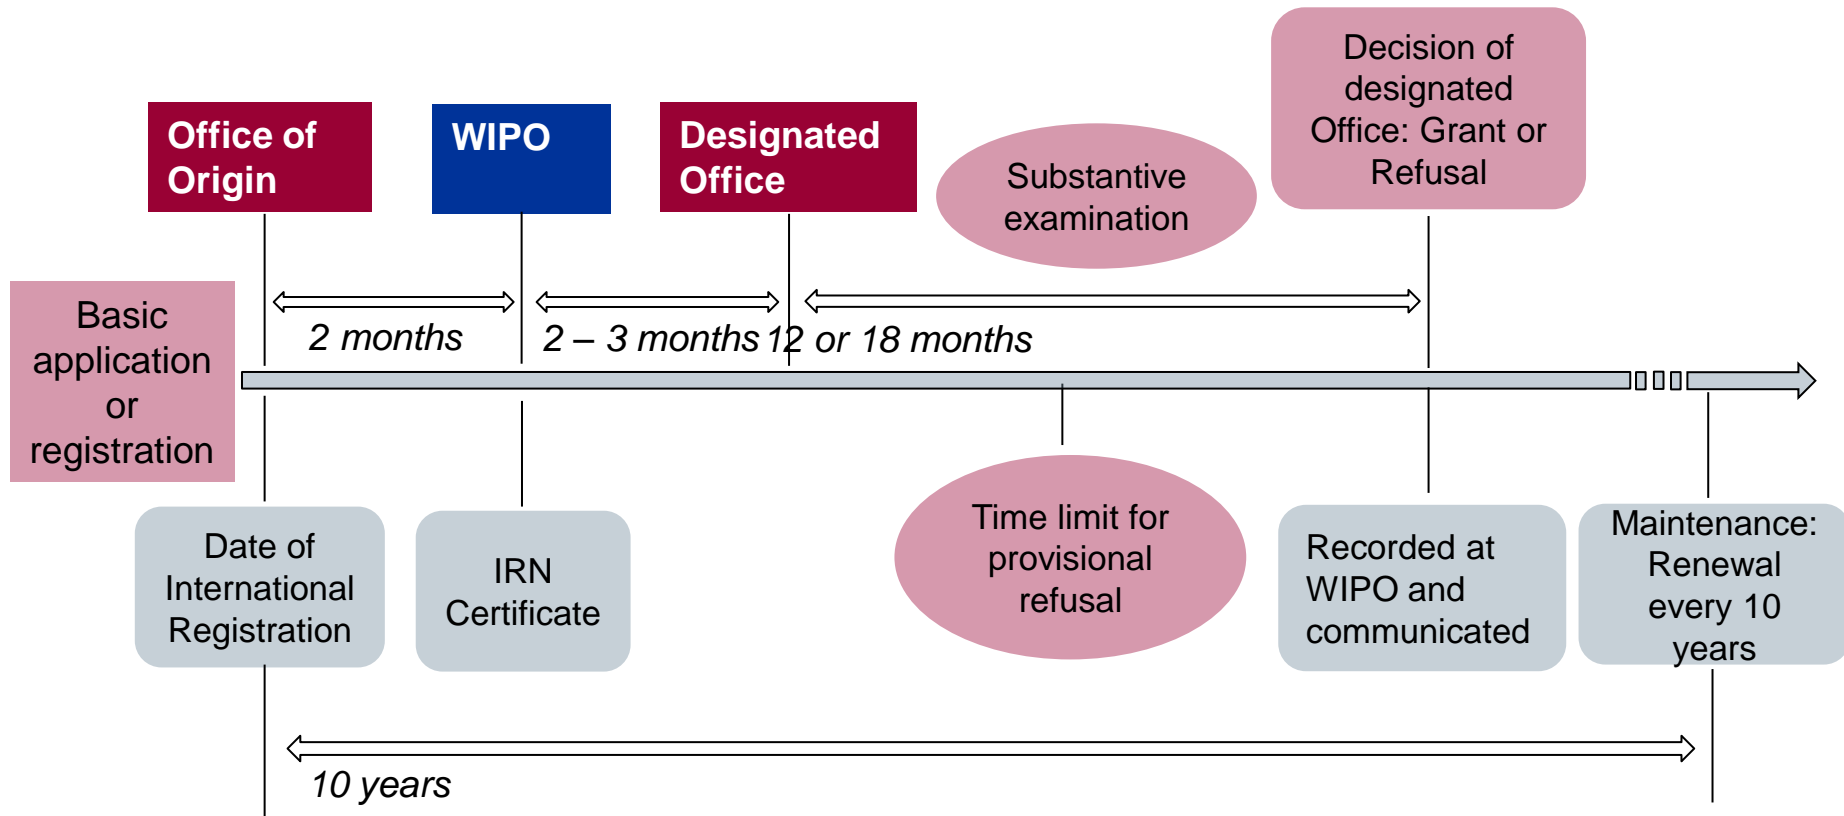 Office of
Origin
WIPO
Designated
Office
Substantive
examination
Decision of
designated
Office: Grant or
Refusal
Basic
application
or
registration
2 months
2 – 3 months
12 or 18 months
Date of
International
Registration
IRN
Certificate
Time limit for
provisional
refusal
Recorded at
WIPO and
communicated
Maintenance:
Renewal
every 10
years
10 years